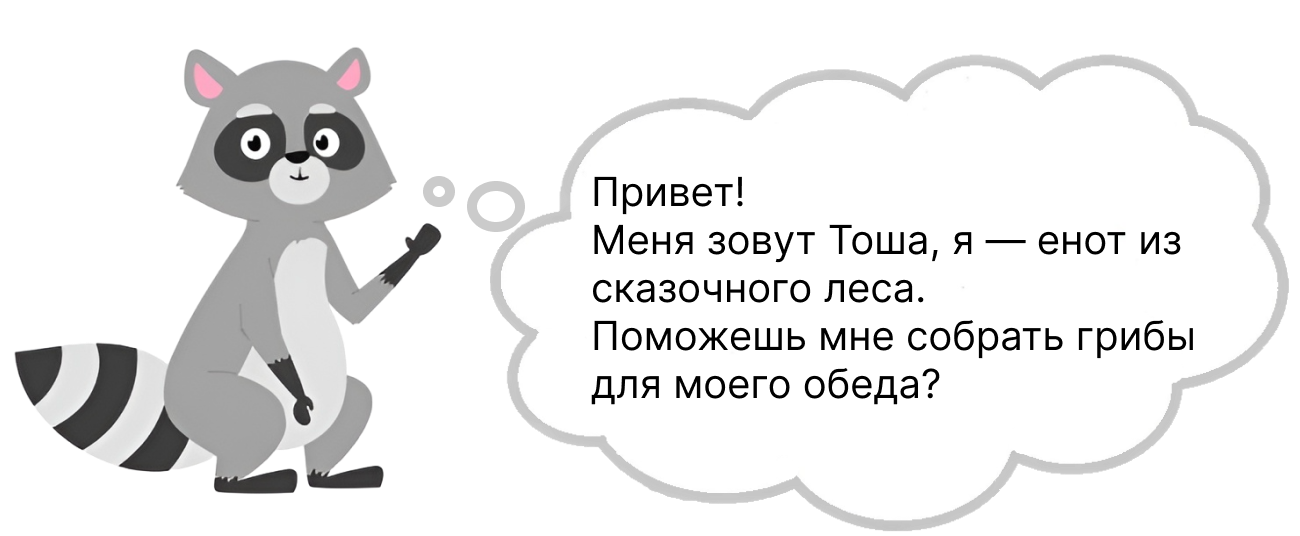 Привет!
Меня зовут Тоша, я — енот из
сказочного леса.
Поможешь мне собрать грибы
для моего обеда?